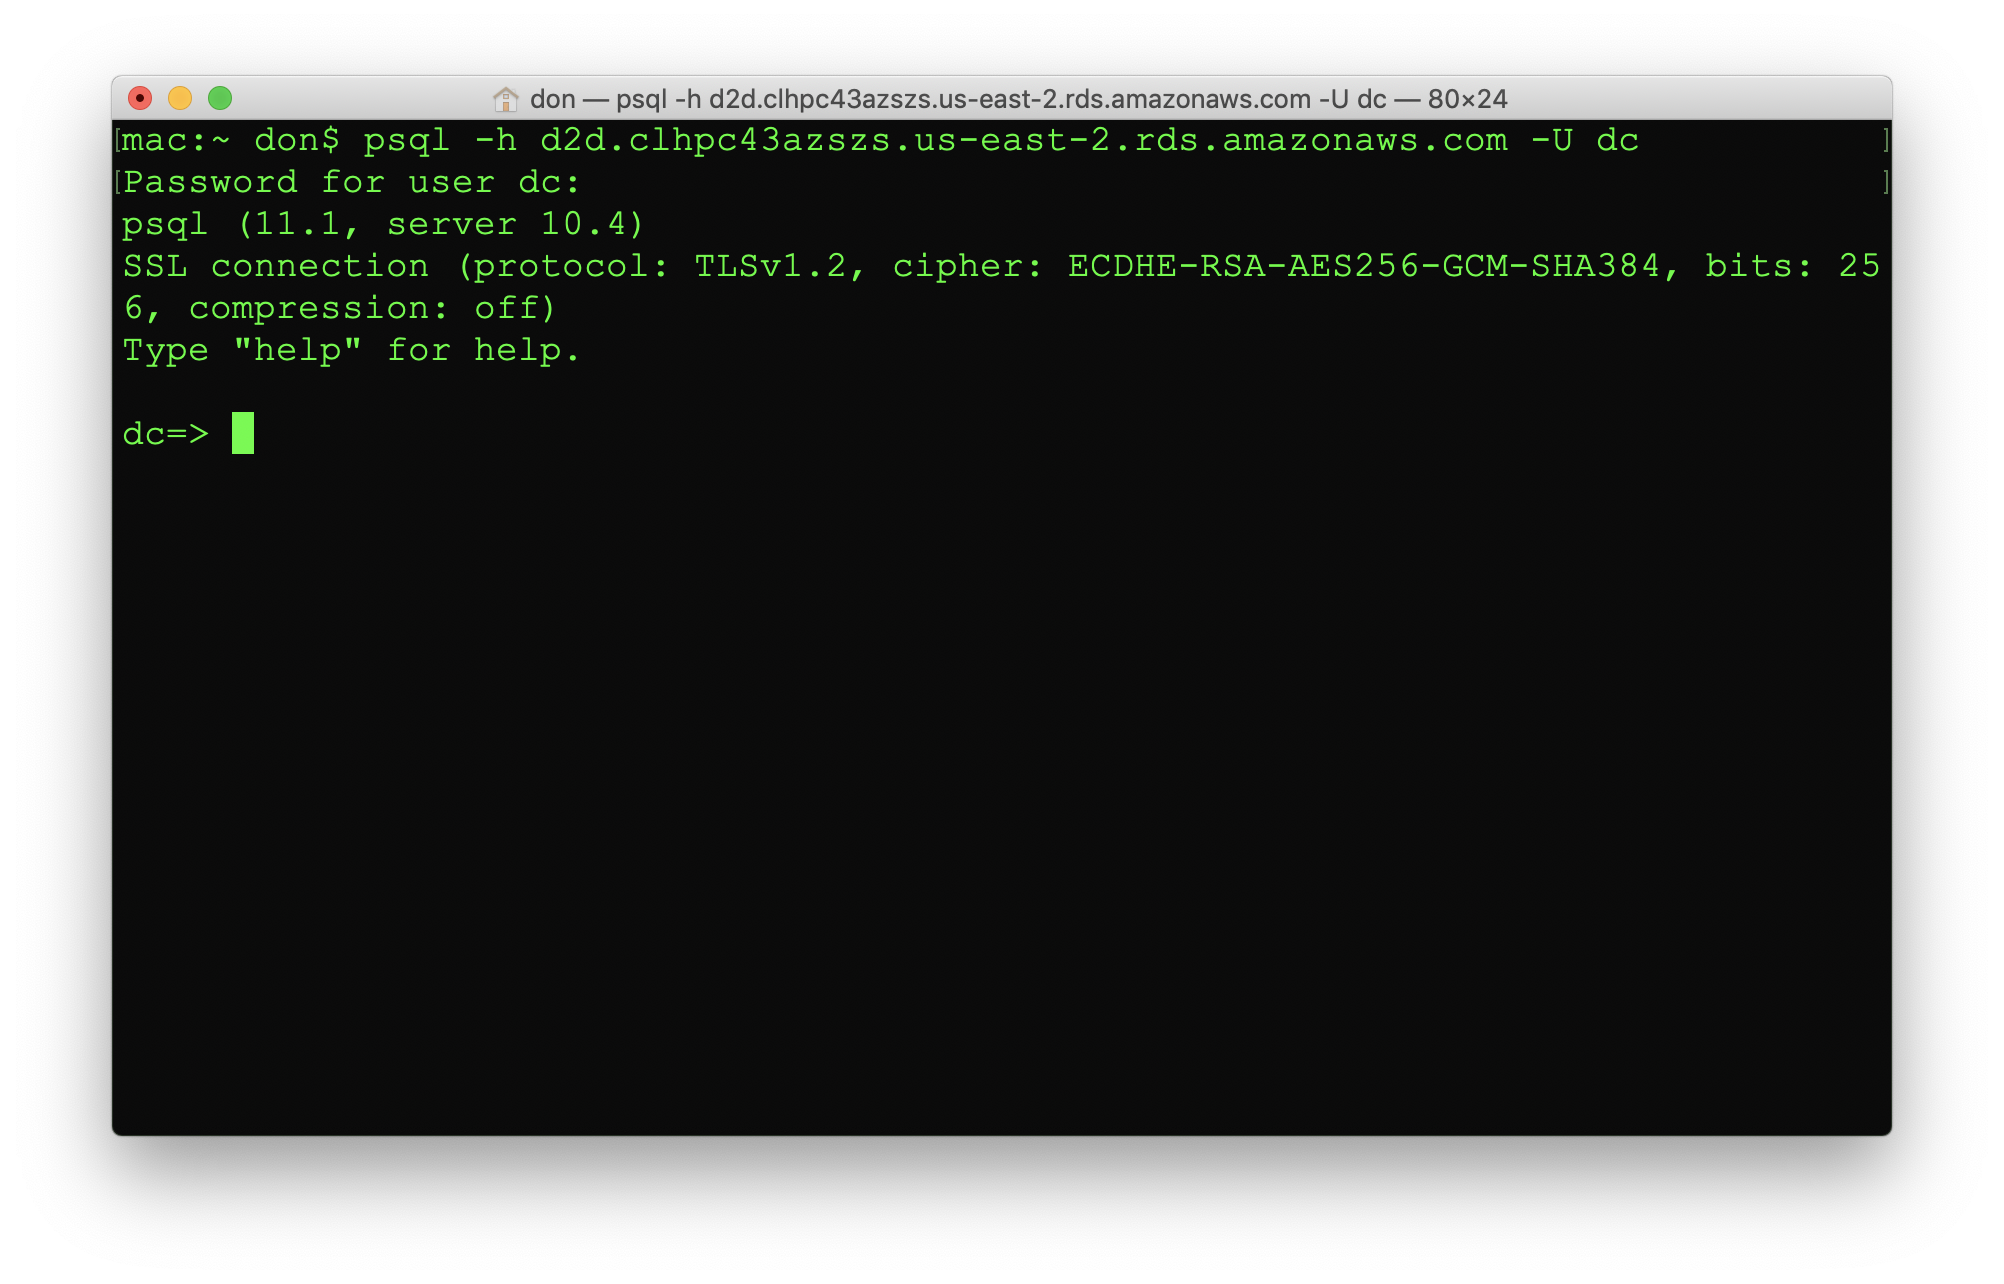 don — psql -h d2d.clhpc43azszs.us-east-2.rds.amazonaws.com -U dc — 80×24
[mac:~ don$ psql -h d2d.clhpc43azszs.us-east-2.rds.amazonaws.com -U dc ]
[Password for user dc: ]
psql (11.1, server 10.4)
SSL connection (protocol: TLSv1.2, cipher: ECDHE-RSA-AES256-GCM-SHA384, bits: 25
6, compression: off)
Type "help" for help.
dc=>